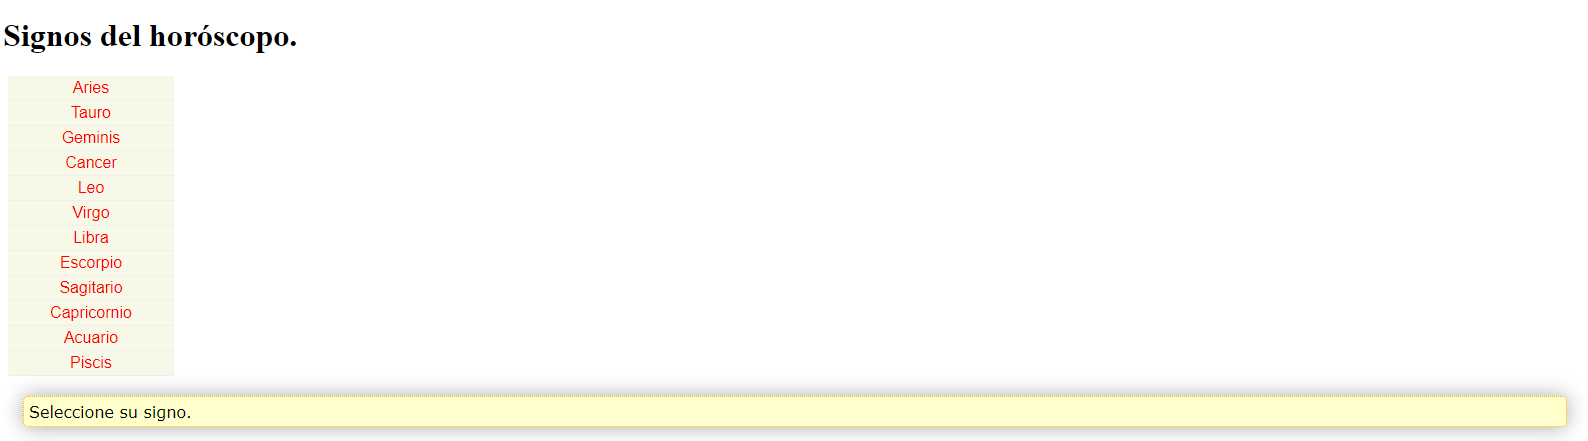 Signos del horóscopo.
Aries
Tauro
Geminis
Cancer
Leo
Virgo
Libra
Escorpio
Sagitario
Capricornio
Acuario
Piscis
Seleccione su signo.